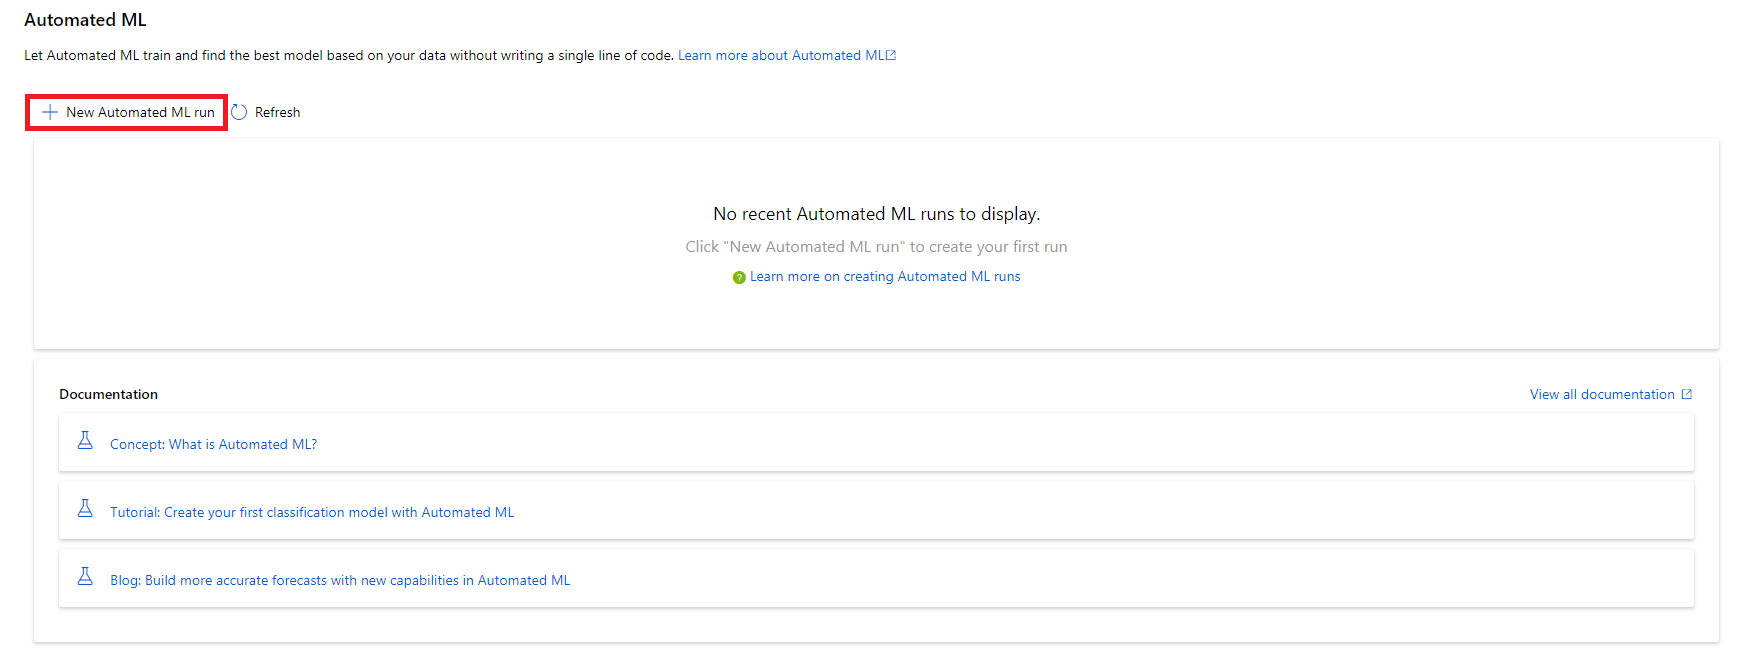 Automated ML
Let Automated ML train and find the best model based on your data without writing a single line of code. Learn more about Automated ML
New Automated ML run Refresh
No recent Automated ML runs to display.
Click "New Automated ML run" to create your first run
? Learn more on creating Automated ML runs
Documentation View all documentation
Concept: What is Automated ML?
Tutorial: Create your first classification model with Automated ML
Blog: Build more accurate forecasts with new capabilities in Automated ML